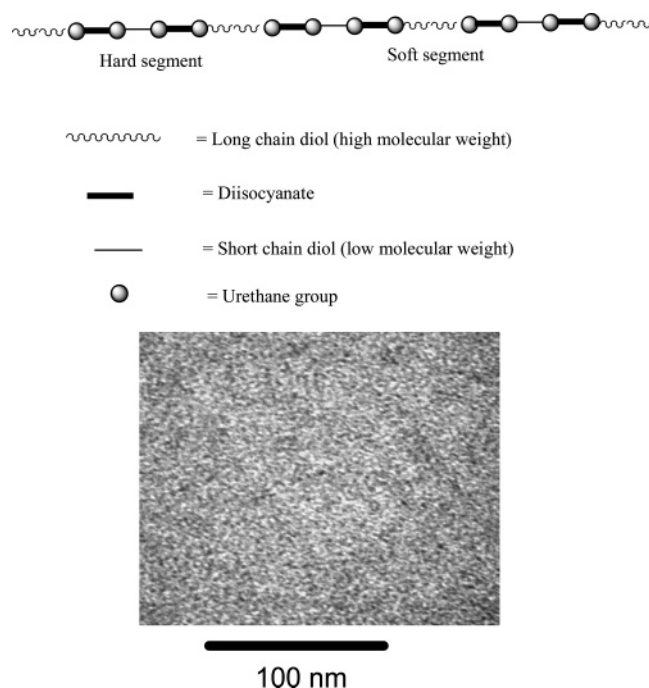 Hard segment
Soft segment
= Long chain diol (high molecular weight)
= Diisocyanate
= Short chain diol (low molecular weight)
= Urethane group
100 nm